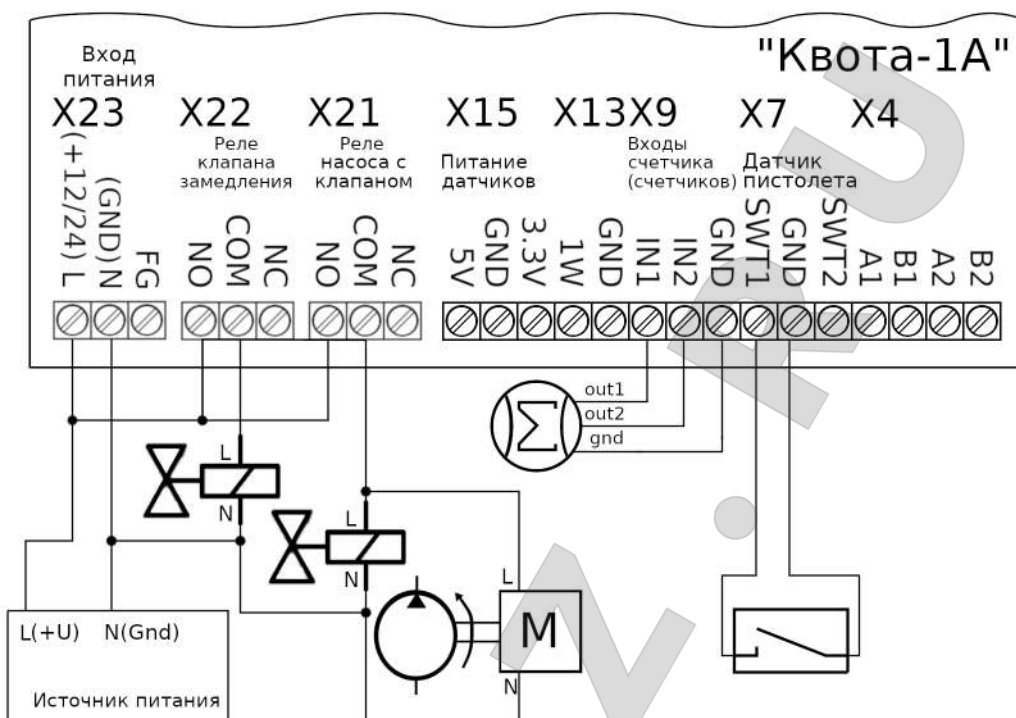 "Квота-1А"
Вход
питания
X23
X22
X21
X15
X13
X9
X7
X4
Реле
клапана
замедления
Реле
насоса с
клапаном
Питание
датчиков
Входы
счетчика
(счетчиков)
Датчик
пистолета
(+12/24) L
(GND) N
FG
NO
COM
NC
NO
COM
NC
5V
GND
3.3V
1W
GND
IN1
IN2
GND
SWT1
GND
SWT2
A1
B1
A2
B2
out1
out2
gnd
L
N
L
N
L
M
N
L(+U) N(Gnd)
Источник питания
Z.RU